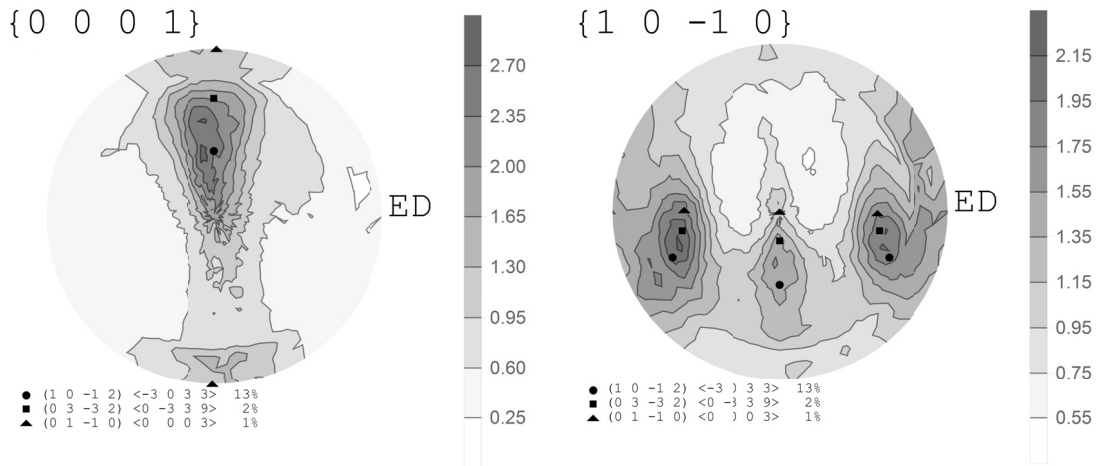 {0 0 0 1}
2.70
2.35
2.00
1.65
1.30
0.95
0.60
0.25
ED
(1 0 -1 2) <-3 0 3 3> 13%
(0 3 -3 2) <0 -3 3 9> 2%
(0 1 -1 0) <0 0 0 3> 1%
{1 0 -1 0}
2.15
1.95
1.75
1.55
1.35
1.15
0.95
0.75
0.55
ED
(1 0 -1 2) <-3 3 3> 13%
(0 3 -3 2) <0 3 9> 2%
(0 1 -1 0) <0 0 3> 1%